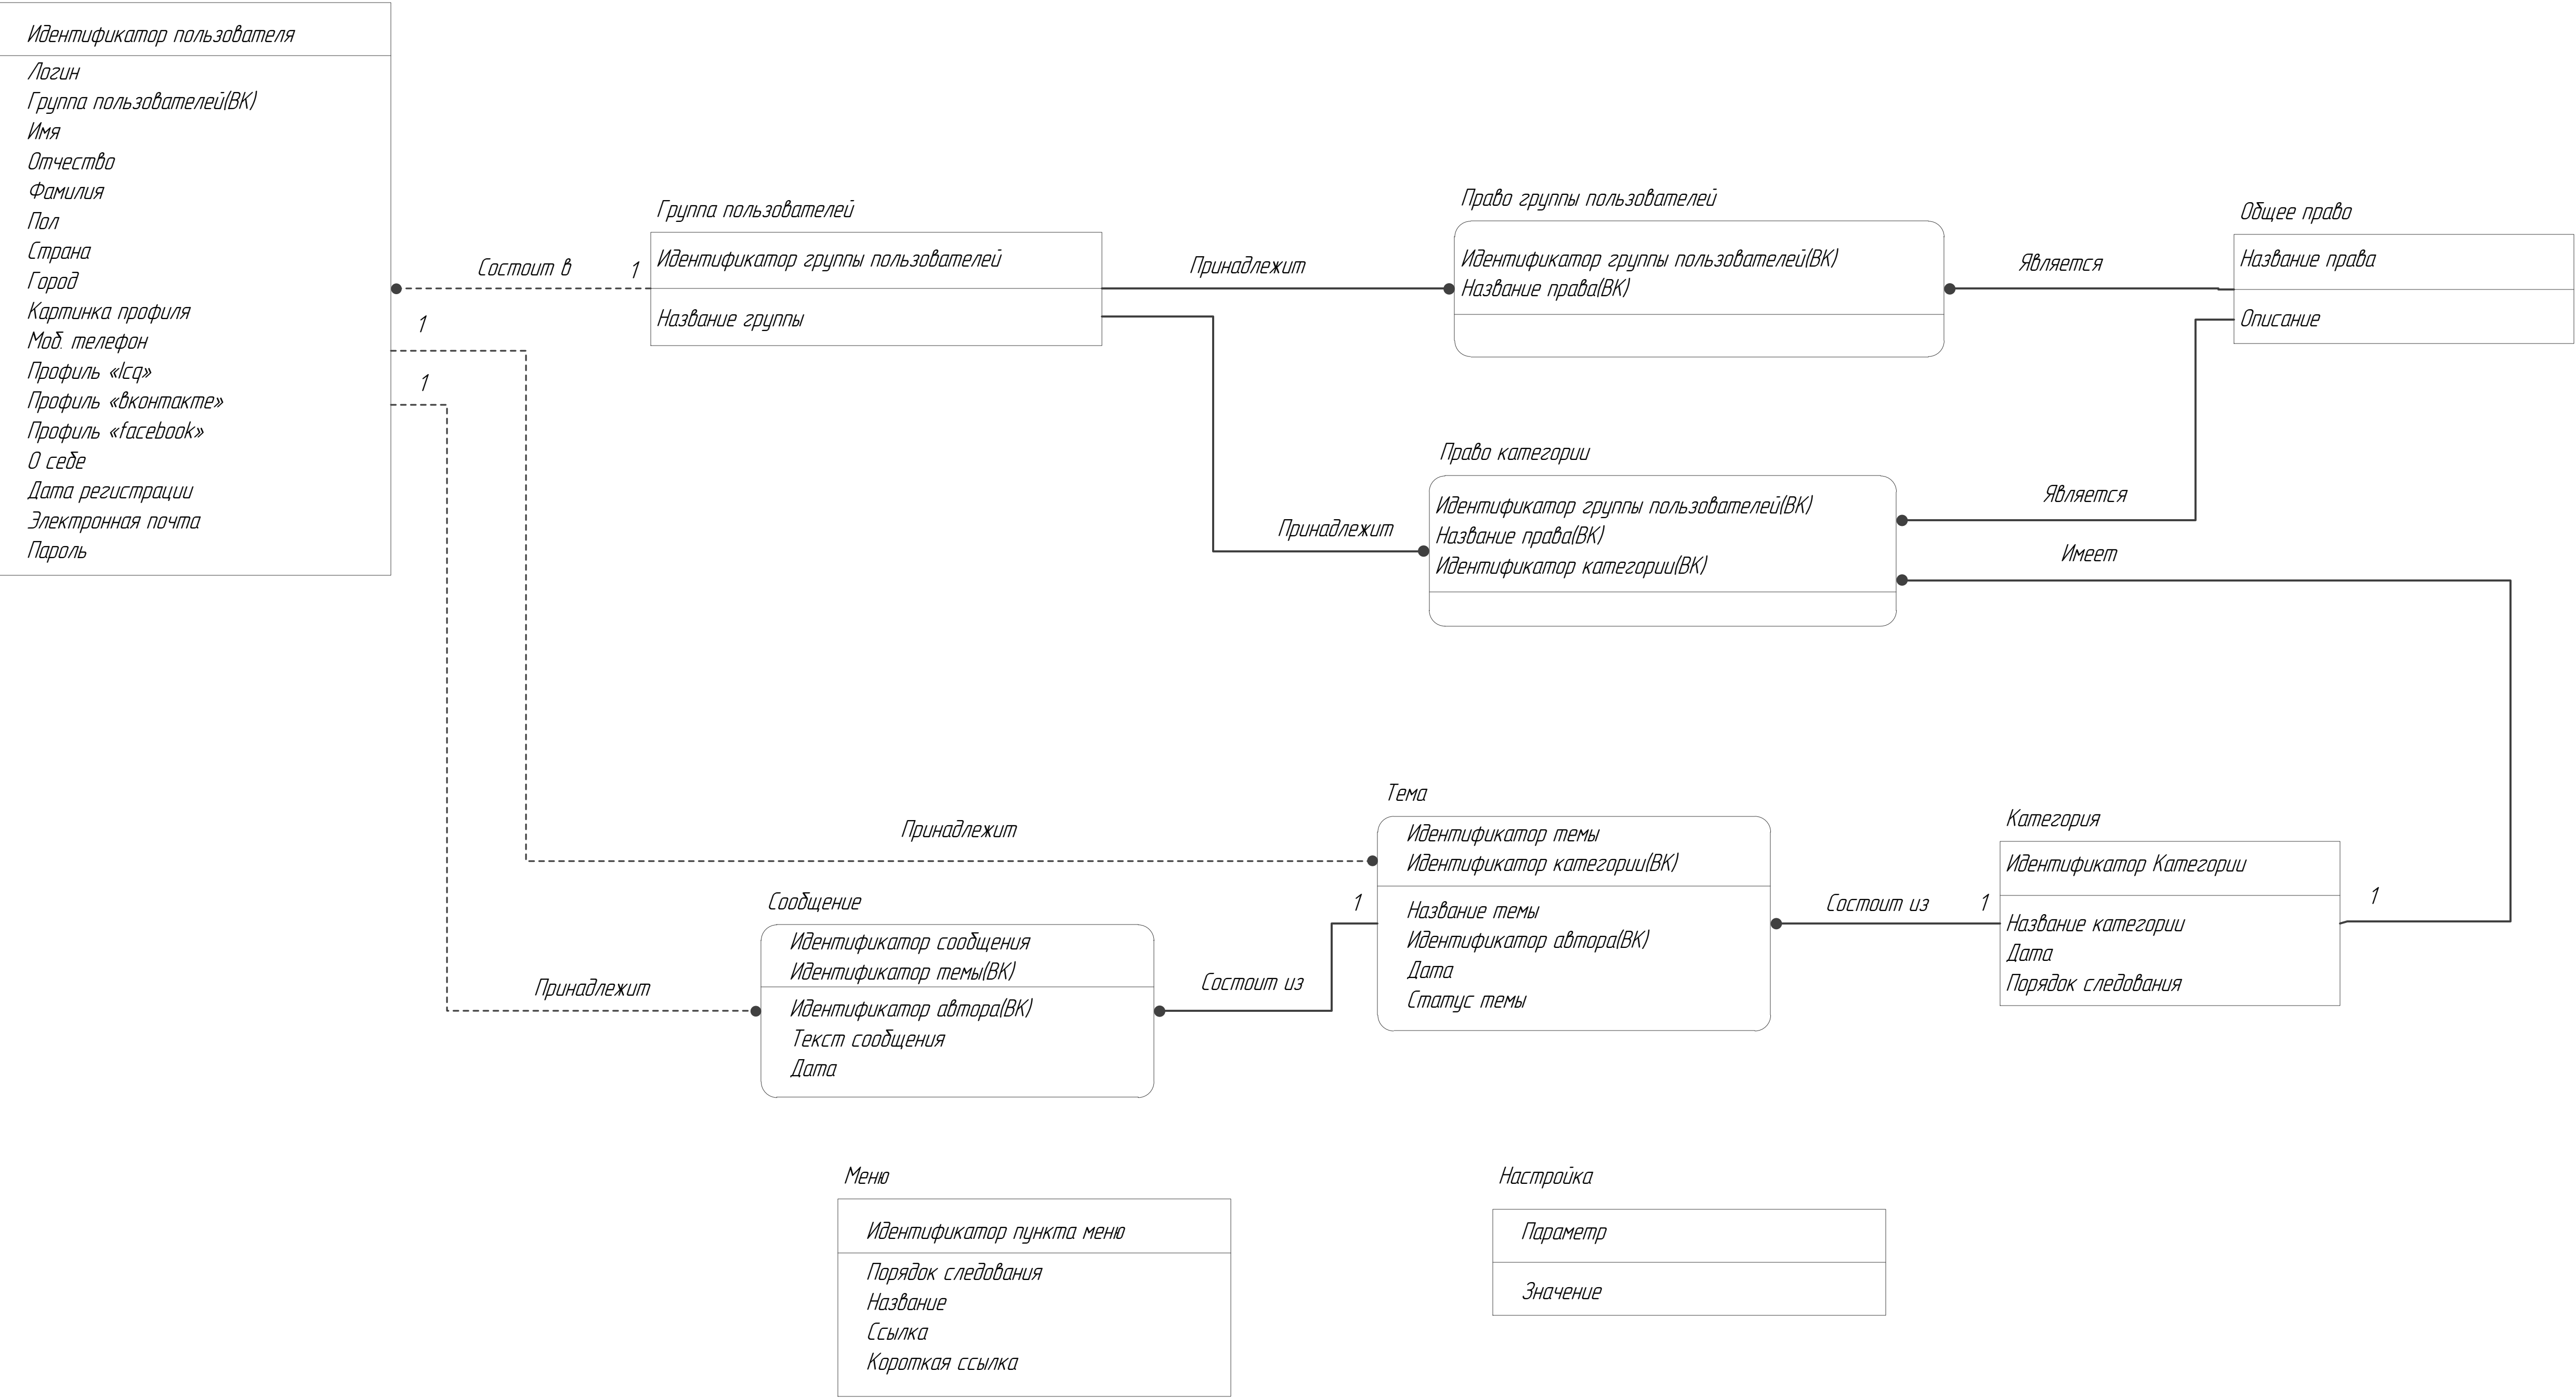 Идентификатор пользователя
Логин
Группа пользователей(ВК)
Имя
Отчество
Фамилия
Пол
Страна
Город
Картинка профиля
Моб. телефон
Профиль «Icq»
Профиль «вконтакте»
Профиль «facebook»
О себе
Дата регистрации
Электронная почта
Пароль
Состоит в
1
1
1
Группа пользователей
Идентификатор группы пользователей
Название группы
Принадлежит
Право группы пользователей
Идентификатор группы пользователей(ВК)
Название права(ВК)
Является
Общее право
Название права
Описание
Принадлежит
Право категории
Идентификатор группы пользователей(ВК)
Название права(ВК)
Идентификатор категории(ВК)
Является
Имеет
Принадлежит
Тема
Идентификатор темы
Идентификатор категории(ВК)
Название темы
Идентификатор автора(ВК)
Дата
Статус темы
Состоит из
1
Категория
Идентификатор Категории
Название категории
Дата
Порядок следования
1
Принадлежит
Сообщение
Идентификатор сообщения
Идентификатор темы(ВК)
Идентификатор автора(ВК)
Текст сообщения
Дата
Состоит из
1
Меню
Идентификатор пункта меню
Порядок следования
Название
Ссылка
Короткая ссылка
Настройка
Параметр
Значение